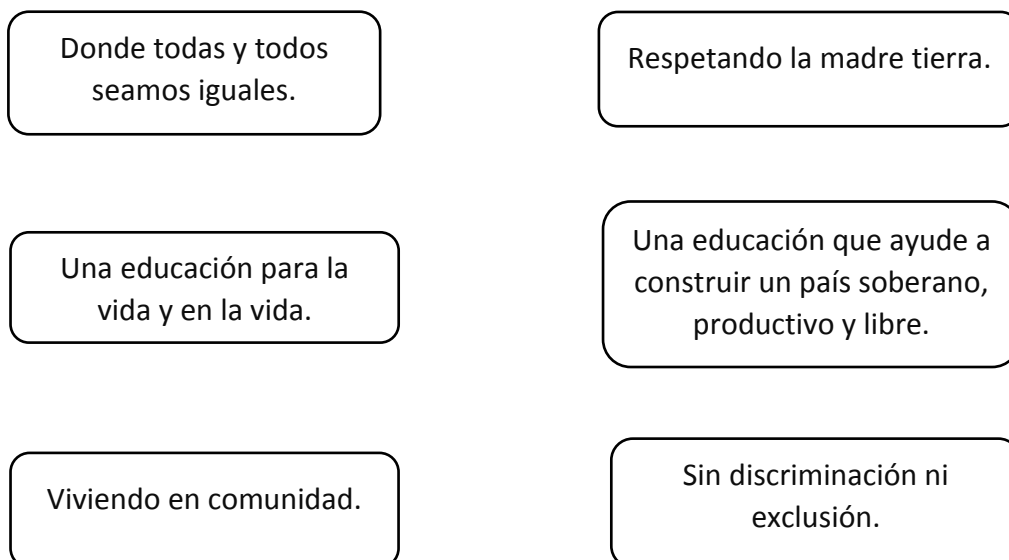 Donde todas y todos
seamos iguales.
Respetando la madre tierra.
Una educación para la
vida y en la vida.
Una educación que ayude a
construir un país soberano,
productivo y libre.
Viviendo en comunidad.
Sin discriminación ni
exclusión.